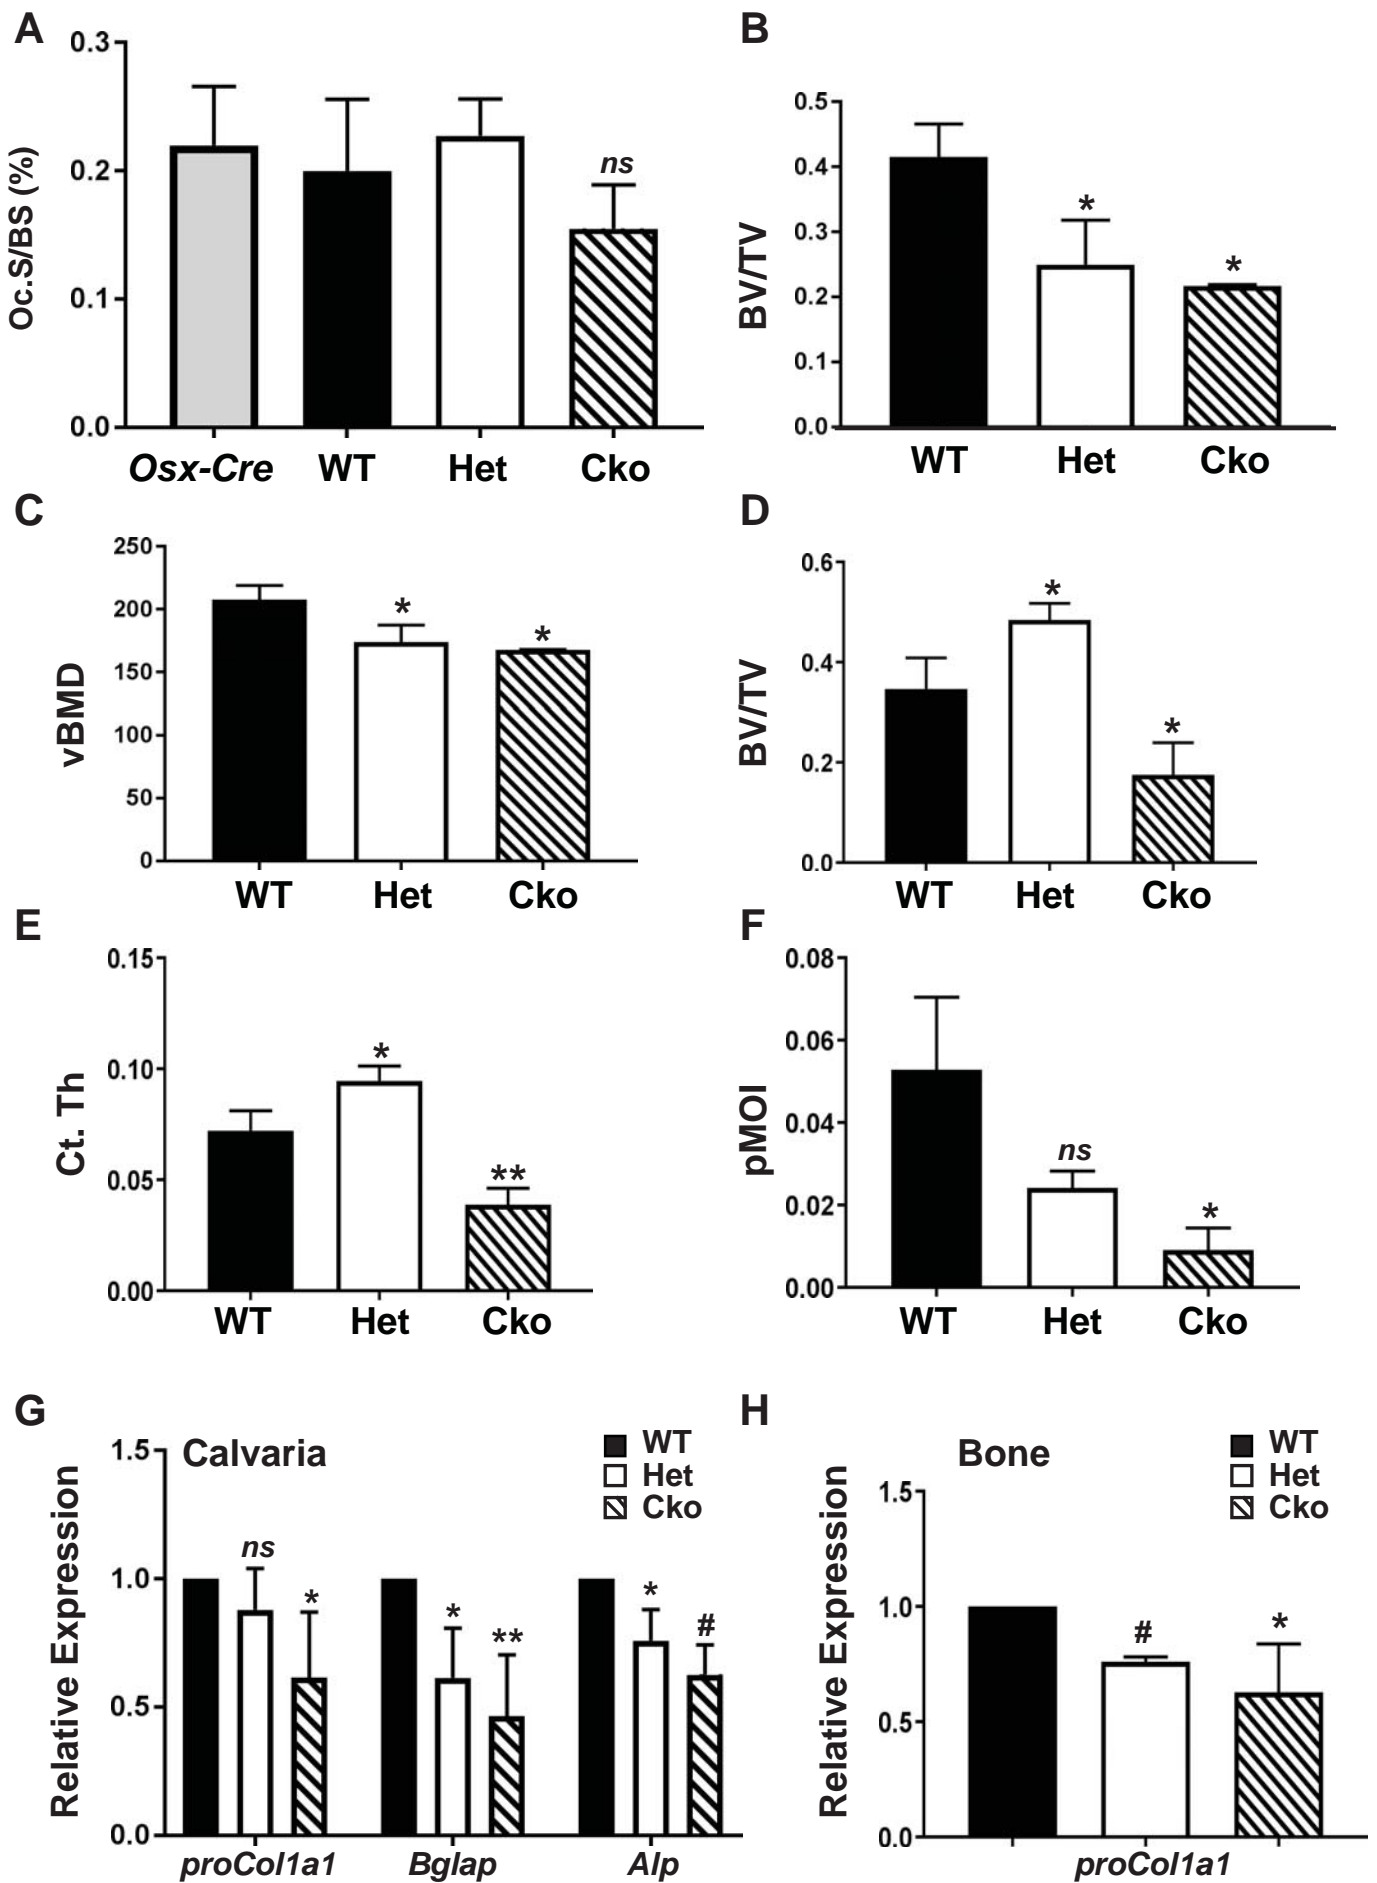 A
Oc.S/BS (%)
0.3
0.2
0.1
0.0
ns
Osx-Cre WT Het Cko
B
BV/TV
0.5
0.4
0.3
0.2
0.1
0.0
* *
WT Het Cko
C
vBMD
250
200
150
100
50
0
* *
WT Het Cko
D
BV/TV
0.6
0.4
0.2
0.0
* *
WT Het Cko
E
Ct. Th
0.15
0.10
0.05
0.00
* **
WT Het Cko
F
pMOI
0.08
0.06
0.04
0.02
0.00
ns *
WT Het Cko
G
Calvaria
WT
Het
Cko
Relative Expression
1.5
1.0
0.5
0.0
ns * * ** * #
proCol1a1 Bglap Alp
H
Bone
WT
Het
Cko
Relative Expression
1.5
1.0
0.5
0.0
# *
proCol1a1